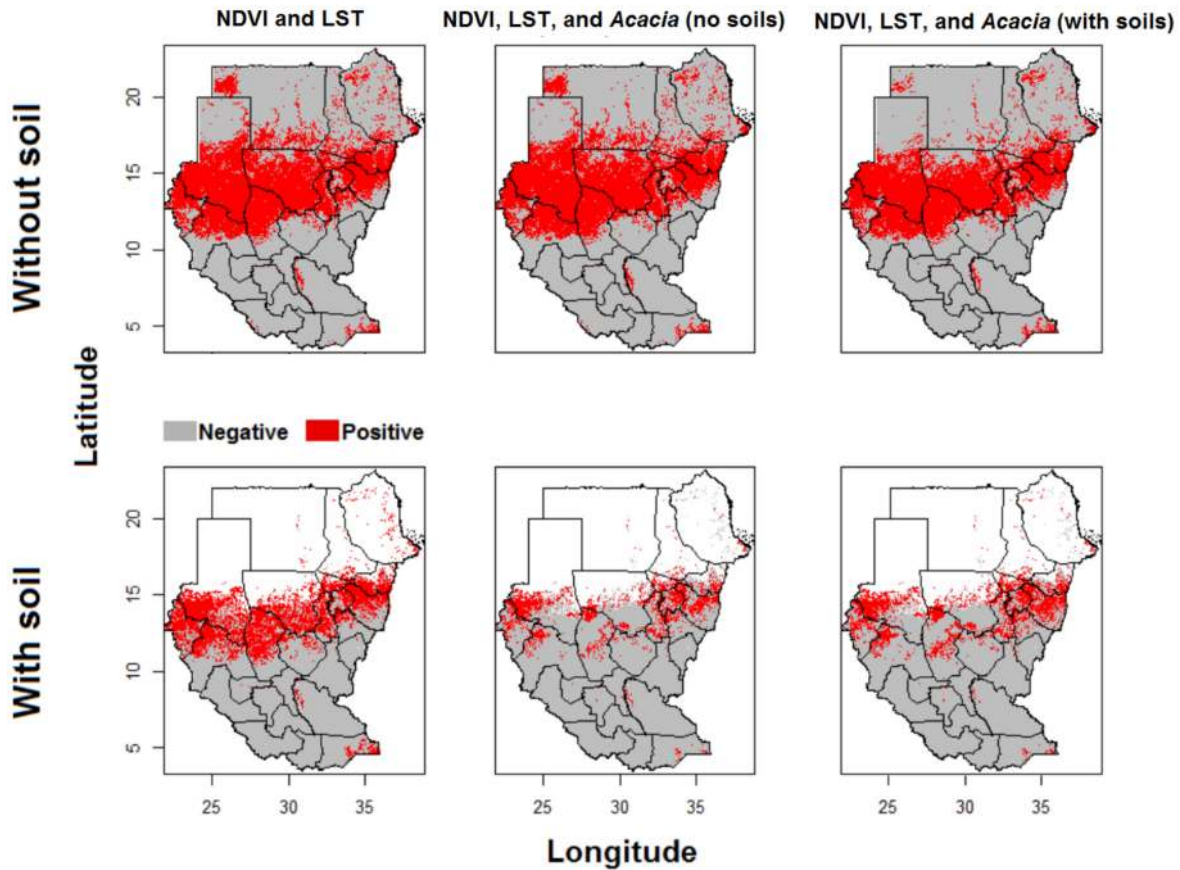 NDVI and LST
NDVI, LST, and Acacia (no soils)
NDVI, LST, and Acacia (with soils)
Without soil
20
15
10
5
Latitude
Negative
Positive
With soil
20
15
10
5
25 30 35
25 30 35
25 30 35
Longitude